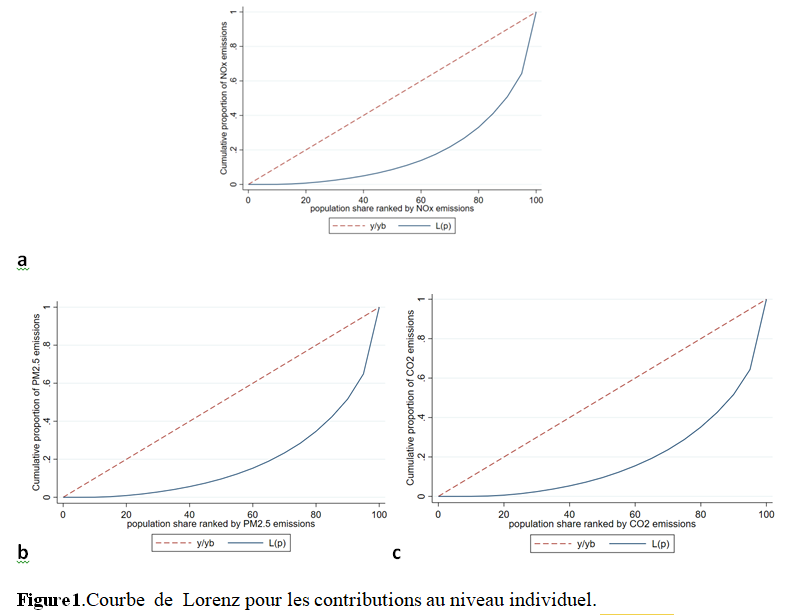 Cumulative proportion of NOx emissions
1
.8
.6
.4
.2
0
0 20 40 60 80 100
population share ranked by NOx emissions
y/yb L(p)
a
Cumulative proportion of PM2.5 emissions
1
.8
.6
.4
.2
0
0 20 40 60 80 100
population share ranked by PM2.5 emissions
y/yb L(p)
b
Cumulative proportion of CO2 emissions
1
.8
.6
.4
.2
0
0 20 40 60 80 100
population share ranked by CO2 emissions
y/yb L(p)
c
Figure1.Courbe de Lorenz pour les contributions au niveau individuel.